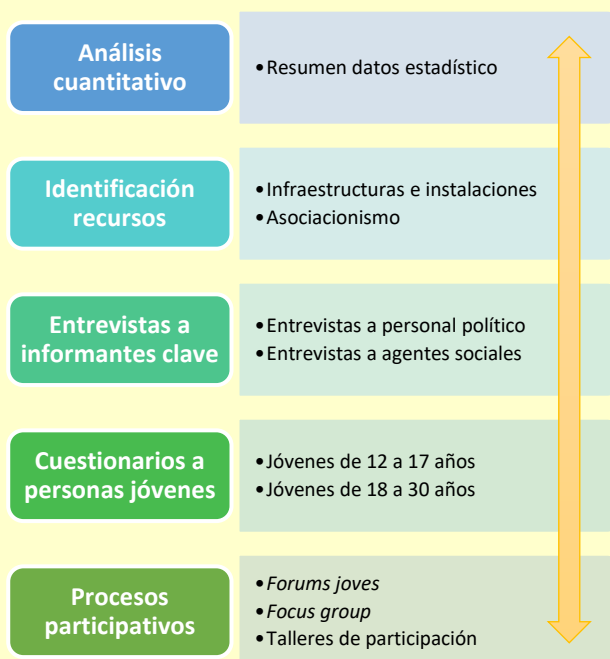 Análisis
cuantitativo
•Resumen datos estadístico
Identificación
recursos
•Infraestructuras e instalaciones
•Asociacionismo
Entrevistas a
informantes clave
•Entrevistas a personal político
•Entrevistas a agentes sociales
Cuestionarios a
personas jóvenes
•Jóvenes de 12 a 17 años
•Jóvenes de 18 a 30 años
Procesos
participativos
•Forums joves
•Focus group
•Talleres de participación